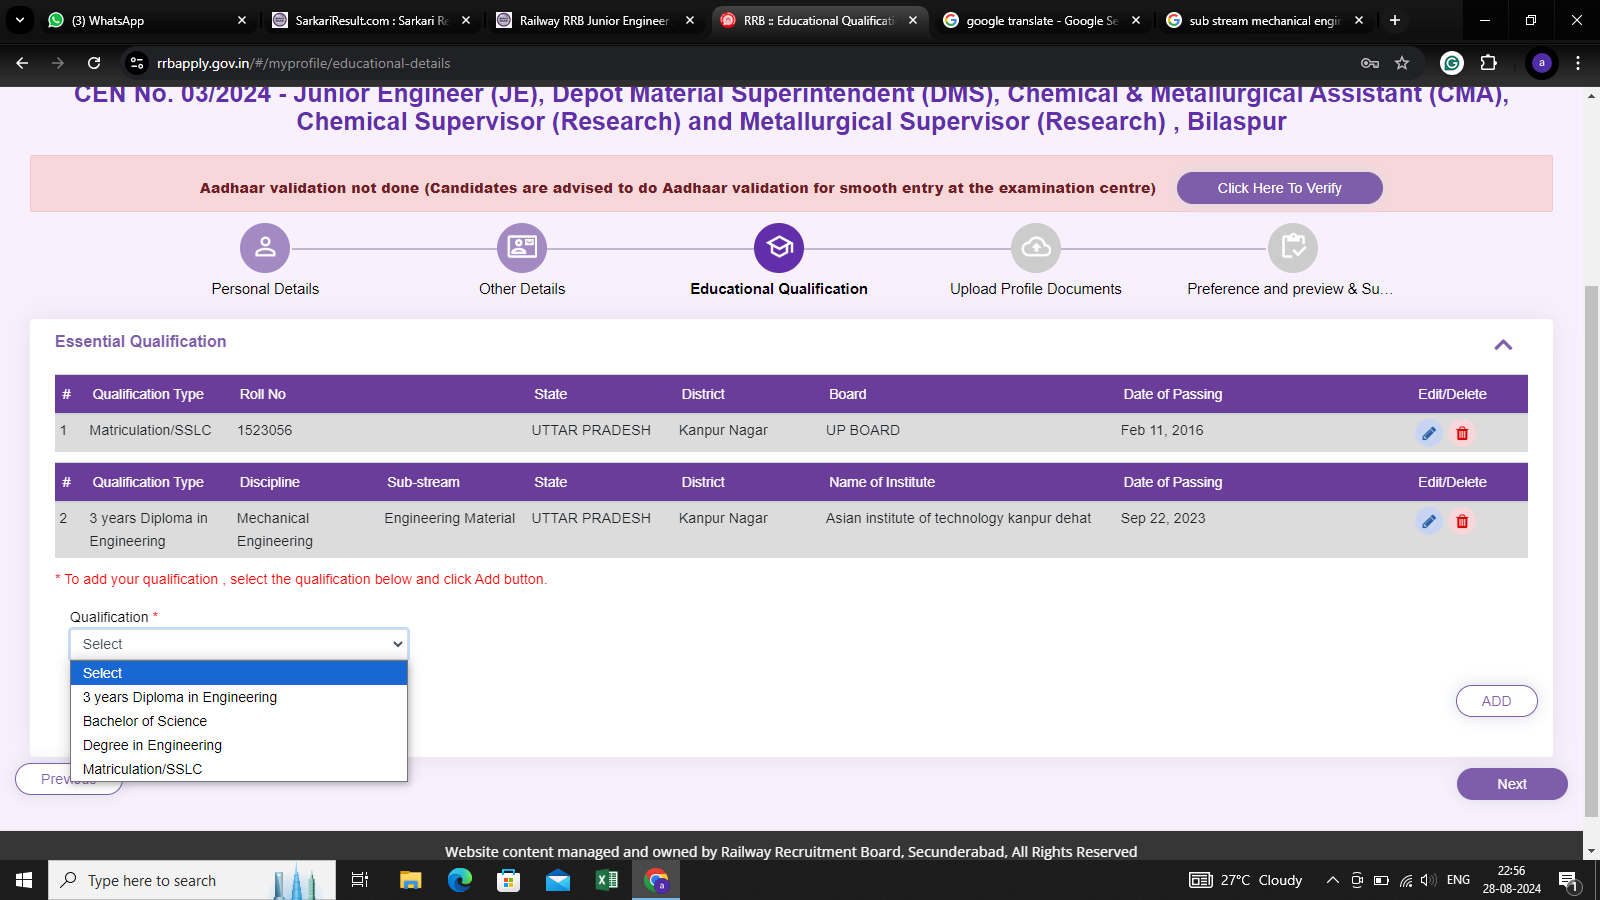 (3) WhatsApp
SarkariResult.com : Sarkari Re
Railway RRB Junior Engineer
RRB :: Educational Qualificati
google translate - Google Se
sub stream mechanical engi
rrbapply.gov.in/#/myprofile/educational-details
a
CEN No. 03/2024 - Junior Engineer (JE), Depot Material Superintendent (DMS), Chemical & Metallurgical Assistant (CMA),
Chemical Supervisor (Research) and Metallurgical Supervisor (Research) , Bilaspur
Aadhaar validation not done (Candidates are advised to do Aadhaar validation for smooth entry at the examination centre)
Click Here To Verify
Personal Details
Other Details
Educational Qualification
Upload Profile Documents
Preference and preview & Su...
Essential Qualification
# Qualification Type Roll No State District Board Date of Passing Edit/Delete
1 Matriculation/SSLC 1523056 UTTAR PRADESH Kanpur Nagar UP BOARD Feb 11, 2016
# Qualification Type Discipline Sub-stream State District Name of Institute Date of Passing Edit/Delete
2 3 years Diploma in Mechanical Engineering Material UTTAR PRADESH Kanpur Nagar Asian institute of technology kanpur dehat Sep 22, 2023
Engineering Engineering
* To add your qualification , select the qualification below and click Add button.
Qualification *
Select
Select
3 years Diploma in Engineering
Bachelor of Science
Degree in Engineering
Matriculation/SSLC
ADD
Previous
Next
Website content managed and owned by Railway Recruitment Board, Secunderabad, All Rights Reserved
Type here to search
a
27°C Cloudy
ENG
22:56
28-08-2024
1